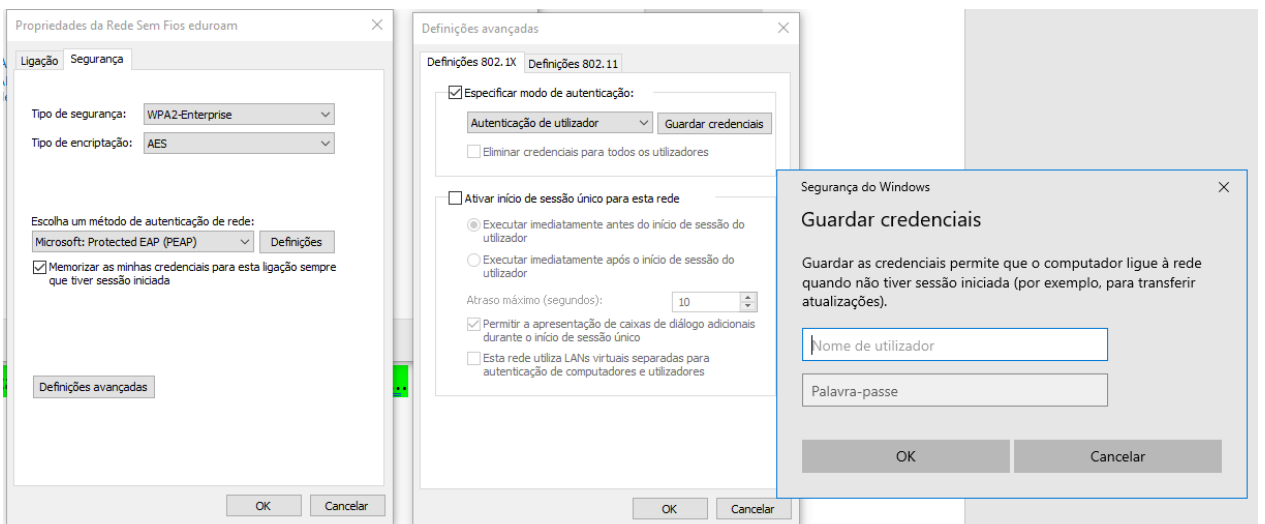 Propriedades da Rede Sem Fios eduroam
Ligação
Segurança
Tipo de segurança:
WPA2-Enterprise
Tipo de encriptação:
AES
Escolha um método de autenticação de rede:
Microsoft: Protected EAP (PEAP)
Definições
Memorizar as minhas credenciais para esta ligação sempre
que tiver sessão iniciada
Definições avançadas
OK
Cancelar
Definições avançadas
Definições 802.1X
Definições 802.11
Especificar modo de autenticação:
Autenticação de utilizador
Guardar credenciais
Eliminar credenciais para todos os utilizadores
Ativar início de sessão único para esta rede
Executar imediatamente antes do início de sessão do
utilizador
Executar imediatamente após o início de sessão do
utilizador
Atraso máximo (segundos):
10
Permitir a apresentação de caixas de diálogo adicionais
durante o início de sessão único
Esta rede utiliza LANs virtuais separadas para
autenticação de computadores e utilizadores
OK
Cancelar
Segurança do Windows
Guardar credenciais
Guardar as credenciais permite que o computador ligue à rede
quando não tiver sessão iniciada (por exemplo, para transferir
atualizações).
Nome de utilizador
Palavra-passe
OK
Cancelar